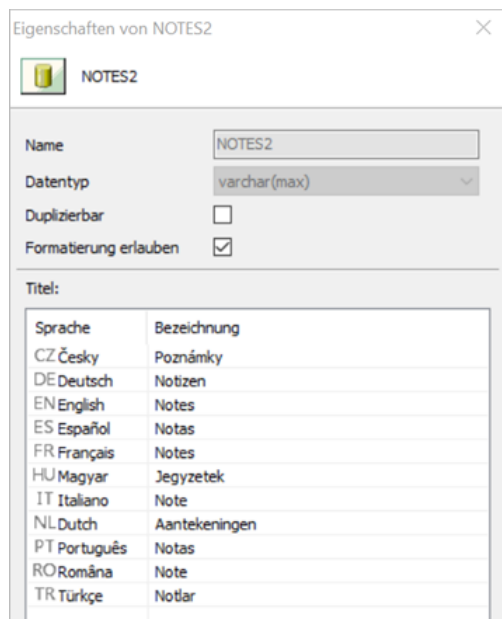 Eigenschaften von NOTES2
NOTES2
Name NOTES2
Datentyp varchar(max)
Duplizierbar
Formatierung erlauben
Titel:
Sprache Bezeichnung
CZ Česky Poznámky
DE Deutsch Notizen
EN English Notes
ES Español Notas
FR Français Notes
HU Magyar Jegyzetek
IT Italiano Note
NL Dutch Aantekeningen
PT Português Notas
RO Româna Note
TR Türkçe Notlar